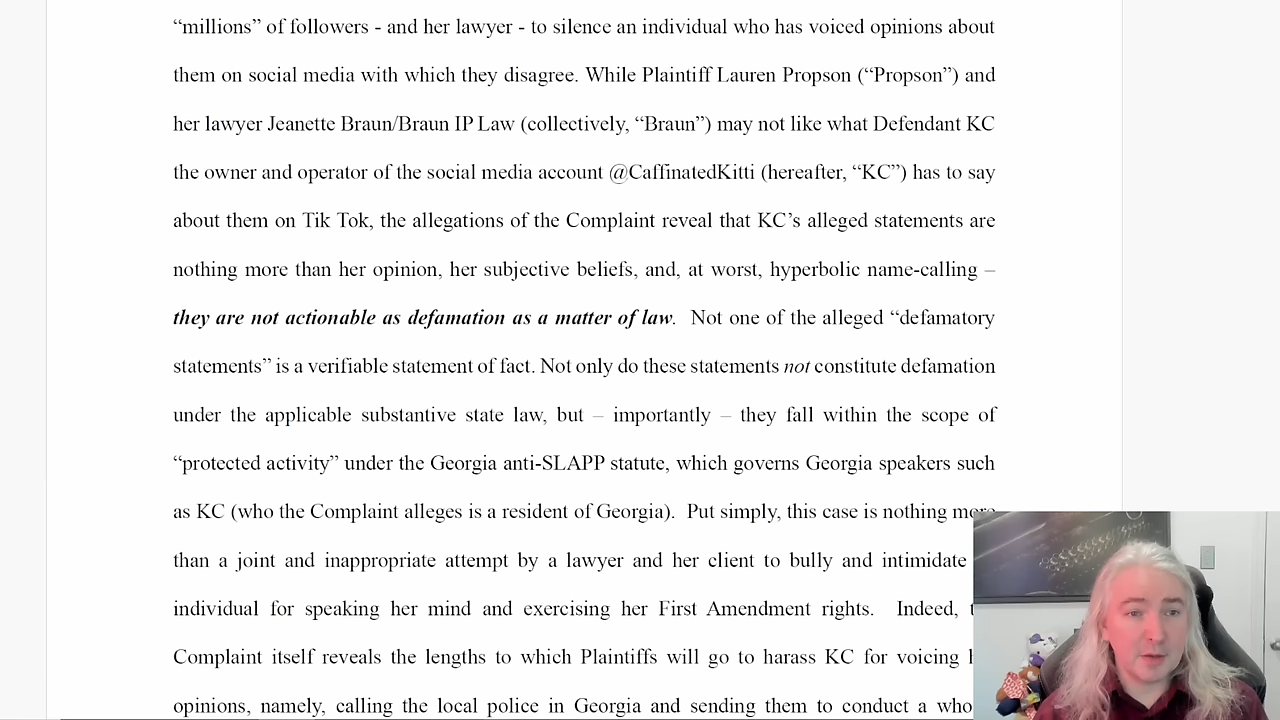 “millions” of followers - and her lawyer - to silence an individual who has voiced opinions about
them on social media with which they disagree. While Plaintiff Lauren Propson (“Propson”) and
her lawyer Jeanette Braun/Braun IP Law (collectively, “Braun”) may not like what Defendant KC
the owner and operator of the social media account @CaffinatedKitti (hereafter, “KC”) has to say
about them on Tik Tok, the allegations of the Complaint reveal that KC’s alleged statements are
nothing more than her opinion, her subjective beliefs, and, at worst, hyperbolic name-calling –
they are not actionable as defamation as a matter of law. Not one of the alleged “defamatory
statements” is a verifiable statement of fact. Not only do these statements not constitute defamation
under the applicable substantive state law, but – importantly – they fall within the scope of
“protected activity” under the Georgia anti-SLAPP statute, which governs Georgia speakers such
as KC (who the Complaint alleges is a resident of Georgia). Put simply, this case is nothing more
than a joint and inappropriate attempt by a lawyer and her client to bully and intimidate
individual for speaking her mind and exercising her First Amendment rights. Indeed,
Complaint itself reveals the lengths to which Plaintiffs will go to harass KC for voicing
opinions, namely, calling the local police in Georgia and sending them to conduct a